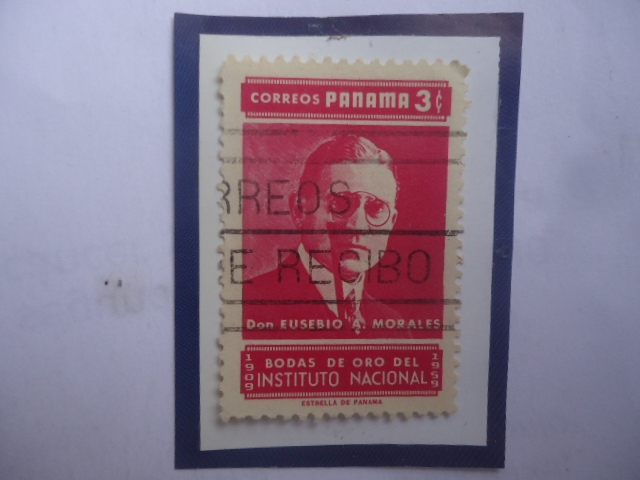 CORREOS PANAMA 3¢
RREOS
E RECIBO
Don EUSEBIO A. MORALES
1909 BODAS DE ORO DEL 1959
INSTITUTO NACIONAL
ESTRELLA DE PANAMA